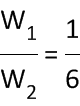 W₁/W₂ = 1/6